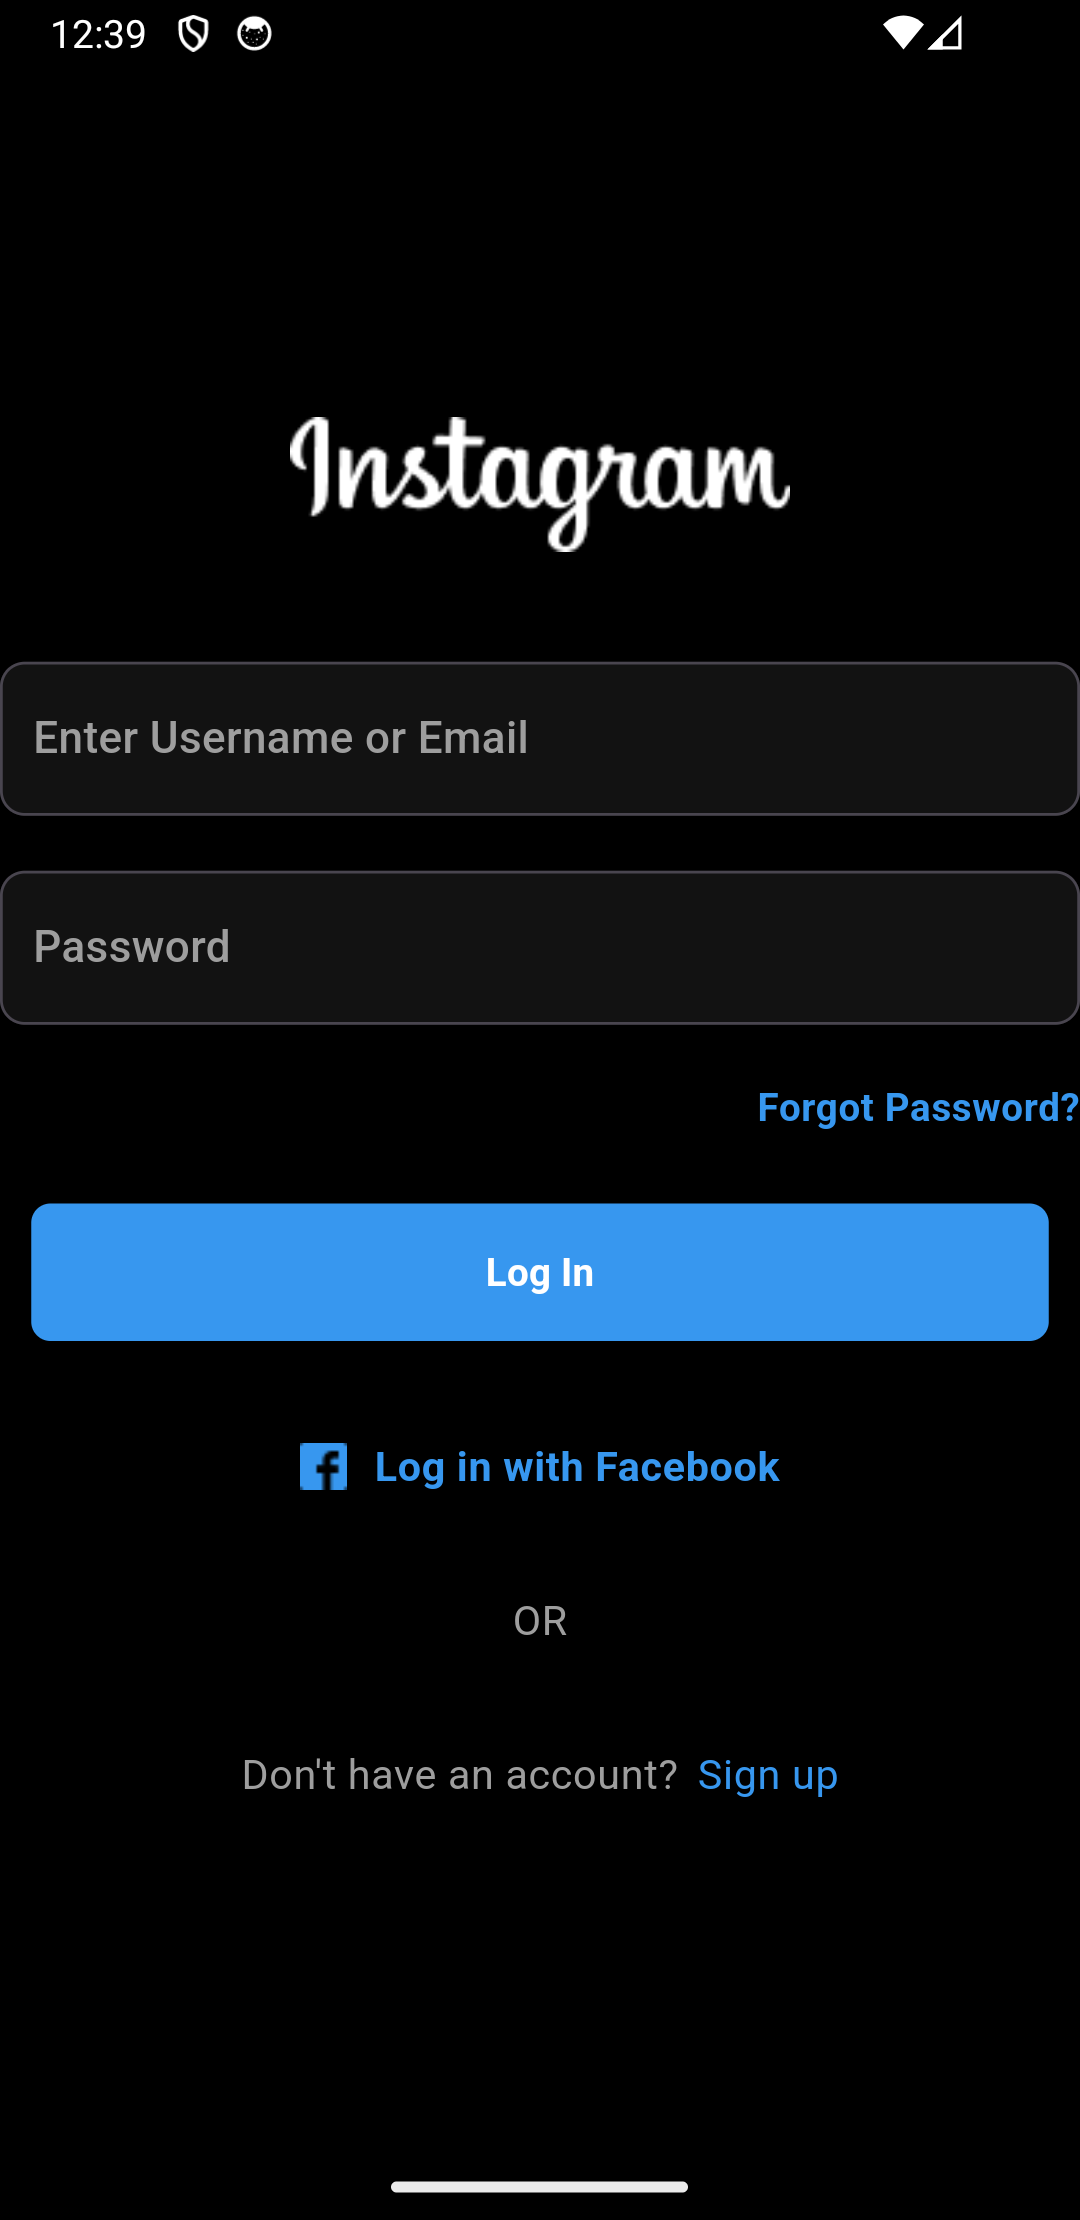 12:39
Instagram
Enter Username or Email
Password
Forgot Password?
Log In
Log in with Facebook
OR
Don't have an account? Sign up